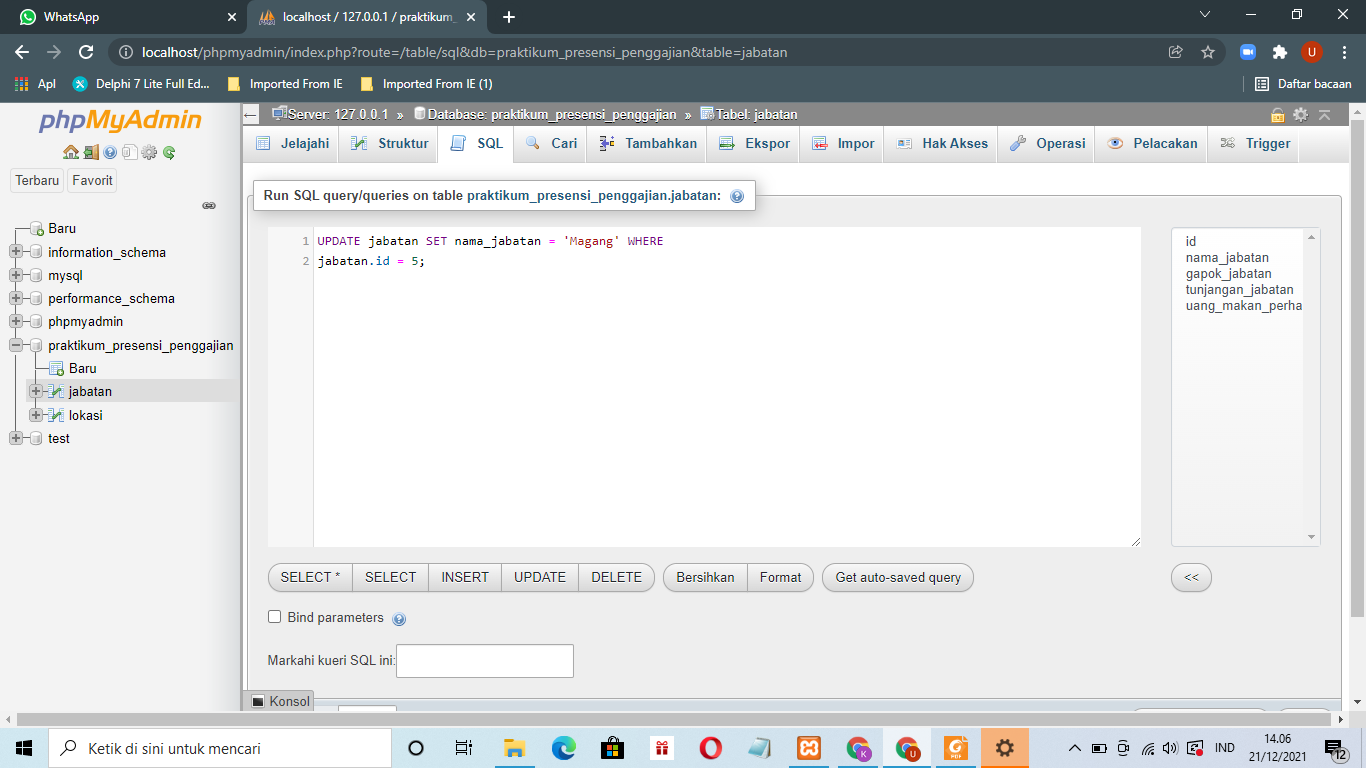 WhatsApp
localhost / 127.0.0.1 / praktikum_
localhost/phpmyadmin/index.php?route=/table/sql&db=praktikum_presensi_penggajian&table=jabatan
U
Apl
Delphi 7 Lite Full Ed...
Imported From IE
Imported From IE (1)
Daftar bacaan
phpMyAdmin
Terbaru
Favorit
Baru
information_schema
mysql
performance_schema
phpmyadmin
praktikum_presensi_penggajian
Baru
jabatan
lokasi
test
Server: 127.0.0.1 » Database: praktikum_presensi_penggajian » Tabel: jabatan
Jelajahi
Struktur
SQL
Cari
Tambahkan
Ekspor
Impor
Hak Akses
Operasi
Pelacakan
Trigger
Run SQL query/queries on table praktikum_presensi_penggajian.jabatan:
1 UPDATE jabatan SET nama_jabatan = 'Magang' WHERE
2 jabatan.id = 5;
id
nama_jabatan
gapok_jabatan
tunjangan_jabatan
uang_makan_perha
SELECT *
SELECT
INSERT
UPDATE
DELETE
Bersihkan
Format
Get auto-saved query
<<
Bind parameters
Markahi kueri SQL ini:
Konsol
Ketik di sini untuk mencari
K
U
PDF
IND
14.06
21/12/2021
12